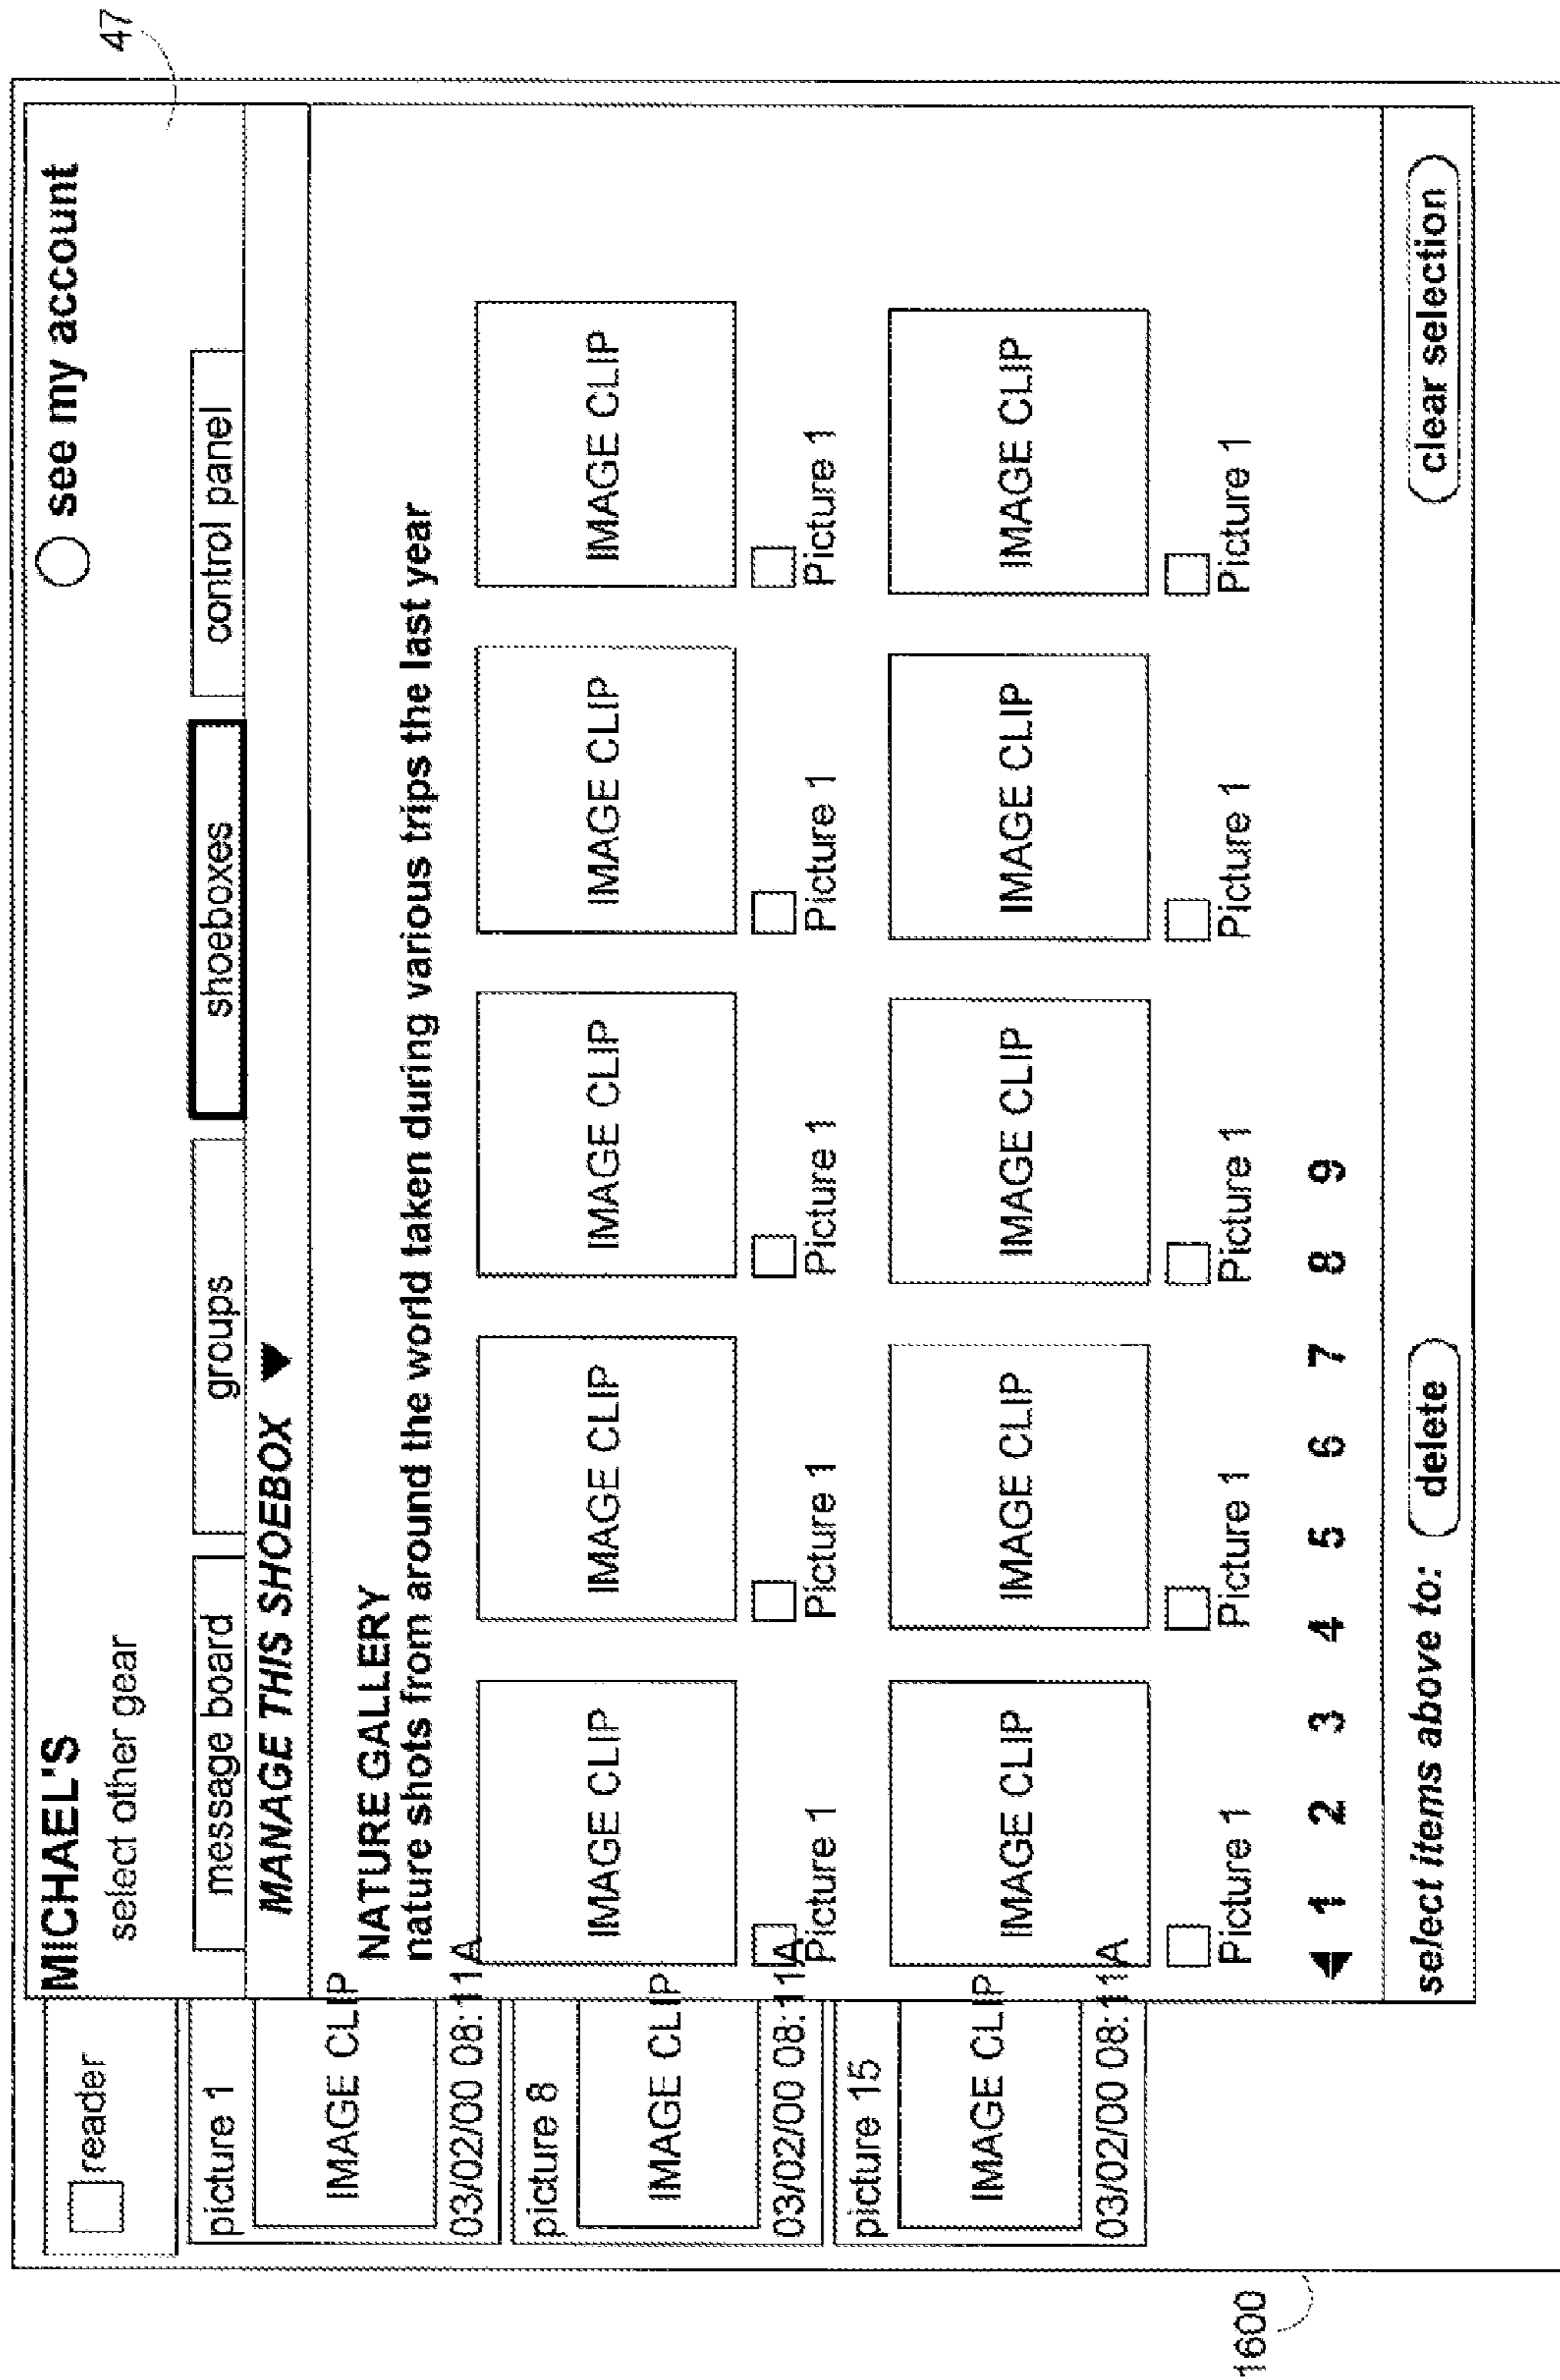 47
MICHAEL'S
see my account
select other gear
message board
groups
shoeboxes
control panel
MANAGE THIS SHOEBOX
NATURE GALLERY
nature shots from around the world taken during various trips the last year
IMAGE CLIP
IMAGE CLIP
IMAGE CLIP
IMAGE CLIP
IMAGE CLIP
Picture 1
Picture 1
Picture 1
Picture 1
Picture 1
IMAGE CLIP
IMAGE CLIP
IMAGE CLIP
IMAGE CLIP
IMAGE CLIP
Picture 1
Picture 1
Picture 1
Picture 1
Picture 1
1 2 3 4 5 6 7 8 9
select items above to:
delete
clear selection
reader
picture 1
IMAGE CLIP
03/02/00 08:11A
picture 8
IMAGE CLIP
03/02/00 08:11A
picture 15
IMAGE CLIP
03/02/00 08:11A
1600